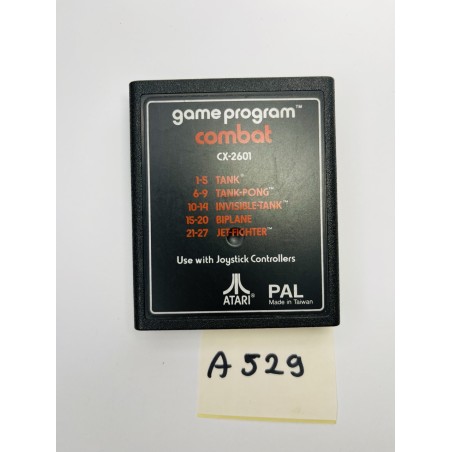 game program™
combat
CX-2601
1-5 TANK™
6-9 TANK-PONG™
10-14 INVISIBLE-TANK™
15-20 BIPLANE
21-27 JET-FIGHTER™
Use with Joystick Controllers
ATARI® PAL
Made in Taiwan
A529